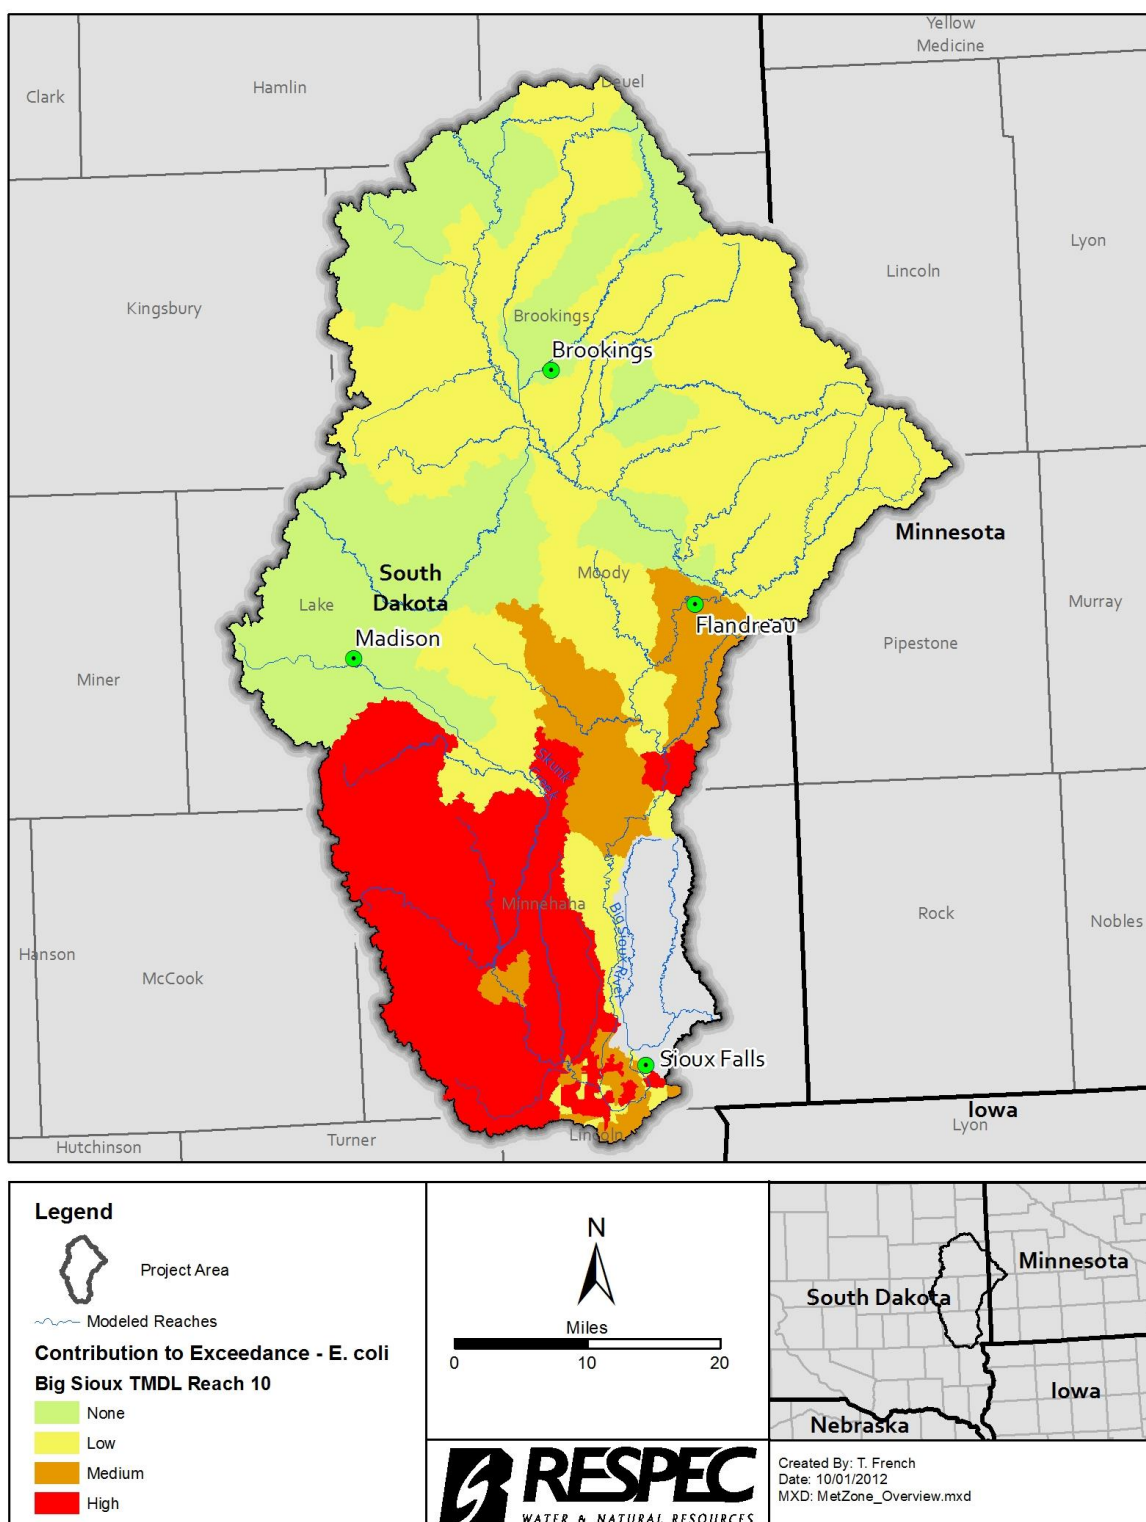 Yellow
Medicine
Deuel
Hamlin
Clark
Lyon
Lincoln
Kingsbury
Brookings
Brookings
Minnesota
South
Dakota
Moody
Lake
Flandreau
Murray
Madison
Pipestone
Miner
Skunk
Creek
Minnehaha
Big Sioux River
Rock
Nobles
Hanson
McCook
Sioux Falls
Iowa
Lyon
Lincoln
Turner
Hutchinson
Legend
Project Area
Modeled Reaches
Contribution to Exceedance - E. coli
Big Sioux TMDL Reach 10
None
Low
Medium
High
N
Miles
0 10 20
RESPEC
WATER & NATURAL RESOURCES
Minnesota
South Dakota
Iowa
Nebraska
Created By: T. French
Date: 10/01/2012
MXD: MetZone_Overview.mxd